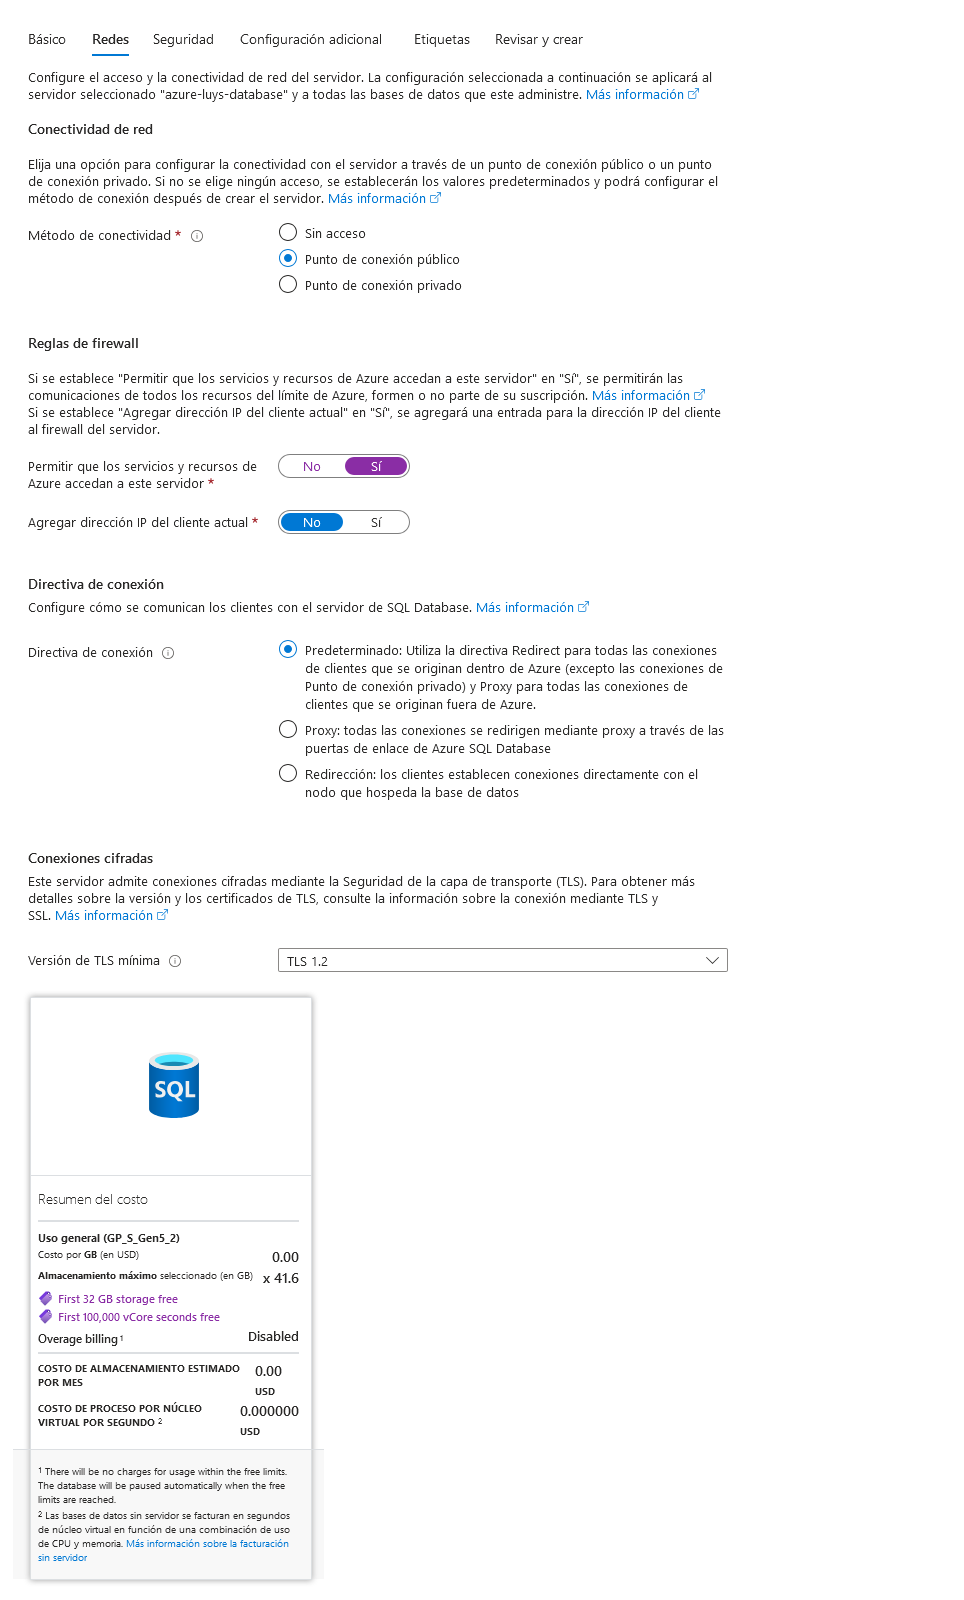 Básico Redes Seguridad Configuración adicional Etiquetas Revisar y crear
Configure el acceso y la conectividad de red del servidor. La configuración seleccionada a continuación se aplicará al
servidor seleccionado "azure-luys-database" y a todas las bases de datos que este administre. Más información
Conectividad de red
Elija una opción para configurar la conectividad con el servidor a través de un punto de conexión público o un punto
de conexión privado. Si no se elige ningún acceso, se establecerán los valores predeterminados y podrá configurar el
método de conexión después de crear el servidor. Más información
Método de conectividad *
Sin acceso
Punto de conexión público
Punto de conexión privado
Reglas de firewall
Si se establece "Permitir que los servicios y recursos de Azure accedan a este servidor" en "Sí", se permitirán las
comunicaciones de todos los recursos del límite de Azure, formen o no parte de su suscripción. Más información
Si se establece "Agregar dirección IP del cliente actual" en "Sí", se agregará una entrada para la dirección IP del cliente
al firewall del servidor.
Permitir que los servicios y recursos de
Azure accedan a este servidor *
No Sí
Agregar dirección IP del cliente actual *
No Sí
Directiva de conexión
Configure cómo se comunican los clientes con el servidor de SQL Database. Más información
Directiva de conexión
Predeterminado: Utiliza la directiva Redirect para todas las conexiones
de clientes que se originan dentro de Azure (excepto las conexiones de
Punto de conexión privado) y Proxy para todas las conexiones de
clientes que se originan fuera de Azure.
Proxy: todas las conexiones se redirigen mediante proxy a través de las
puertas de enlace de Azure SQL Database
Redirección: los clientes establecen conexiones directamente con el
nodo que hospeda la base de datos
Conexiones cifradas
Este servidor admite conexiones cifradas mediante la Seguridad de la capa de transporte (TLS). Para obtener más
detalles sobre la versión y los certificados de TLS, consulte la información sobre la conexión mediante TLS y
SSL. Más información
Versión de TLS mínima
TLS 1.2
SQL
Resumen del costo
Uso general (GP_S_Gen5_2)
Costo por GB (en USD) 0.00
Almacenamiento máximo seleccionado (en GB) x 41.6
First 32 GB storage free
First 100,000 vCore seconds free
Overage billing 1 Disabled
COSTO DE ALMACENAMIENTO ESTIMADO
POR MES
0.00
USD
COSTO DE PROCESO POR NÚCLEO
VIRTUAL POR SEGUNDO 2
0.000000
USD
1 There will be no charges for usage within the free limits.
The database will be paused automatically when the free
limits are reached.
2 Las bases de datos sin servidor se facturan en segundos
de núcleo virtual en función de una combinación de uso
de CPU y memoria. Más información sobre la facturación
sin servidor